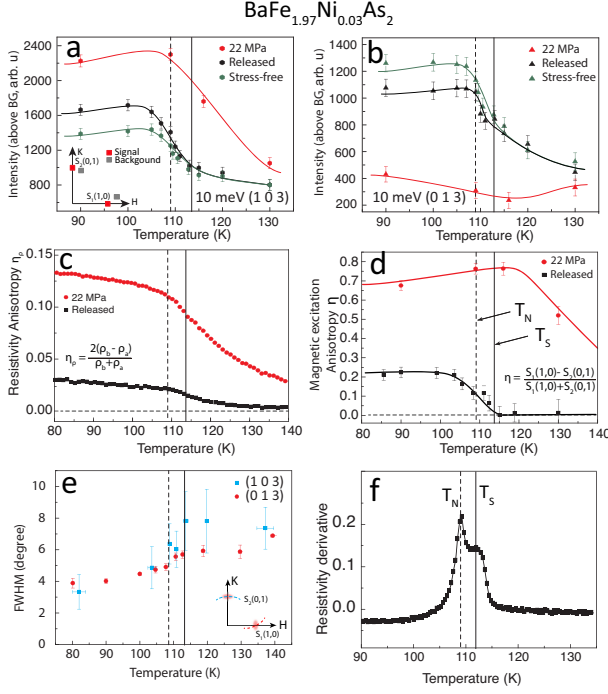 BaFe1.97Ni0.03As2
a
22 MPa
Released
Stress-free
Intensity (above BG, arb. u)
2400
2000
1600
1200
800
K
S2(0,1)
Signal
Backgound
S1(1,0)
H
10 meV (1 0 3)
90 100 110 120 130
Temperature (K)
b
22 MPa
Released
Stress-free
Intensity (above BG, arb. u)
1400
1200
1000
800
600
400
200
10 meV (0 1 3)
90 100 110 120 130
Temperature (K)
c
22 MPa
Released
Resistivity Anisotropy ηρ
0.15
0.10
0.05
0.00
ηρ = 2(ρb - ρa) / ρb+ρa
80 90 100 110 120 130 140
Temperature (K)
d
22 MPa
Released
Magnetic excitation
Anisotropy η
1.0
0.8
0.6
0.4
0.2
0.0
TN
TS
η = S1(1,0)- S2(0,1) / S1(1,0)+S2(0,1)
80 90 100 110 120 130 140
Temperature (K)
e
(1 0 3)
(0 1 3)
FWHM (degree)
10
8
6
4
2
0
K
S2(0,1)
H
S1(1,0)
80 90 100 110 120 130 140
Temperature (K)
f
TN
TS
Resistivity derivative
0.2
0.1
0.0
90 100 110 120 130
Temperature (K)